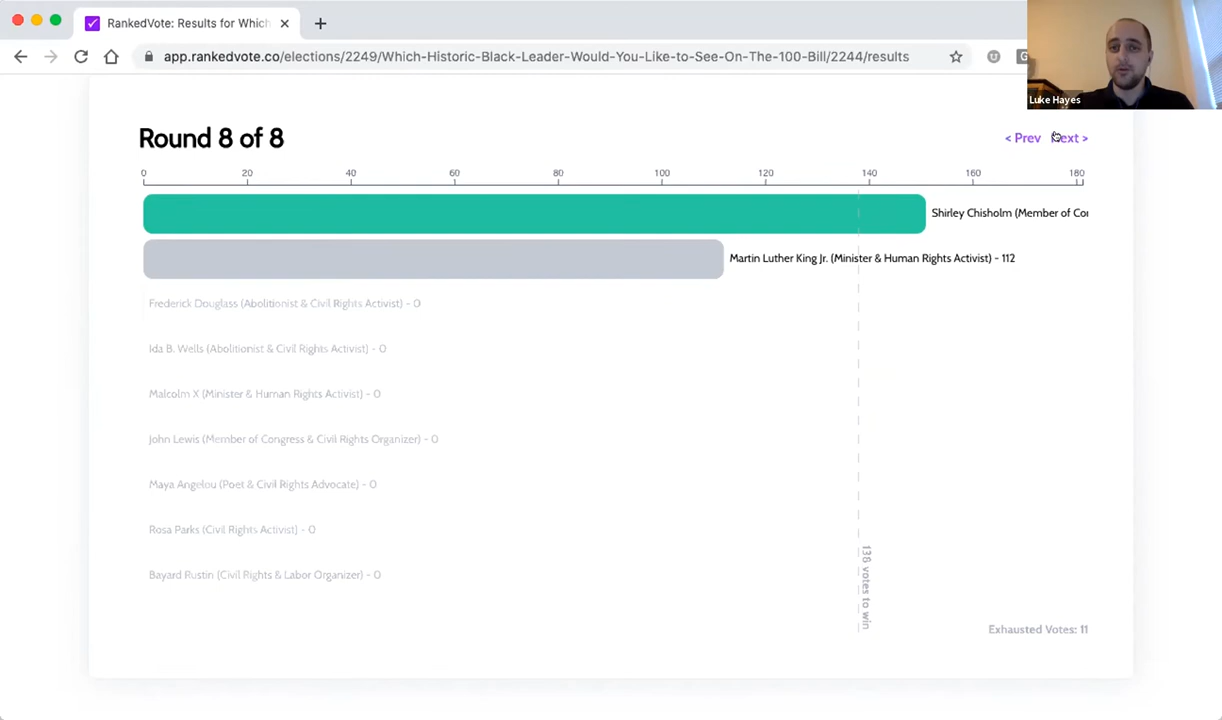 RankedVote: Results for Which
app.rankedvote.co/elections/2249/Which-Historic-Black-Leader-Would-You-Like-to-See-On-The-100-Bill/2244/results
Luke Hayes
Round 8 of 8
< Prev
Next >
0 20 40 60 80 100 120 140 160 180
Shirley Chisholm (Member of Co
Martin Luther King Jr. (Minister & Human Rights Activist) - 112
Frederick Douglass (Abolitionist & Civil Rights Activist) - 0
Ida B. Wells (Abolitionist & Civil Rights Activist) - 0
Malcolm X (Minister & Human Rights Activist) - 0
John Lewis (Member of Congress & Civil Rights Organizer) - 0
Maya Angelou (Poet & Civil Rights Advocate) - 0
Rosa Parks (Civil Rights Activist) - 0
Bayard Rustin (Civil Rights & Labor Organizer) - 0
138 votes to win
Exhausted Votes: 11